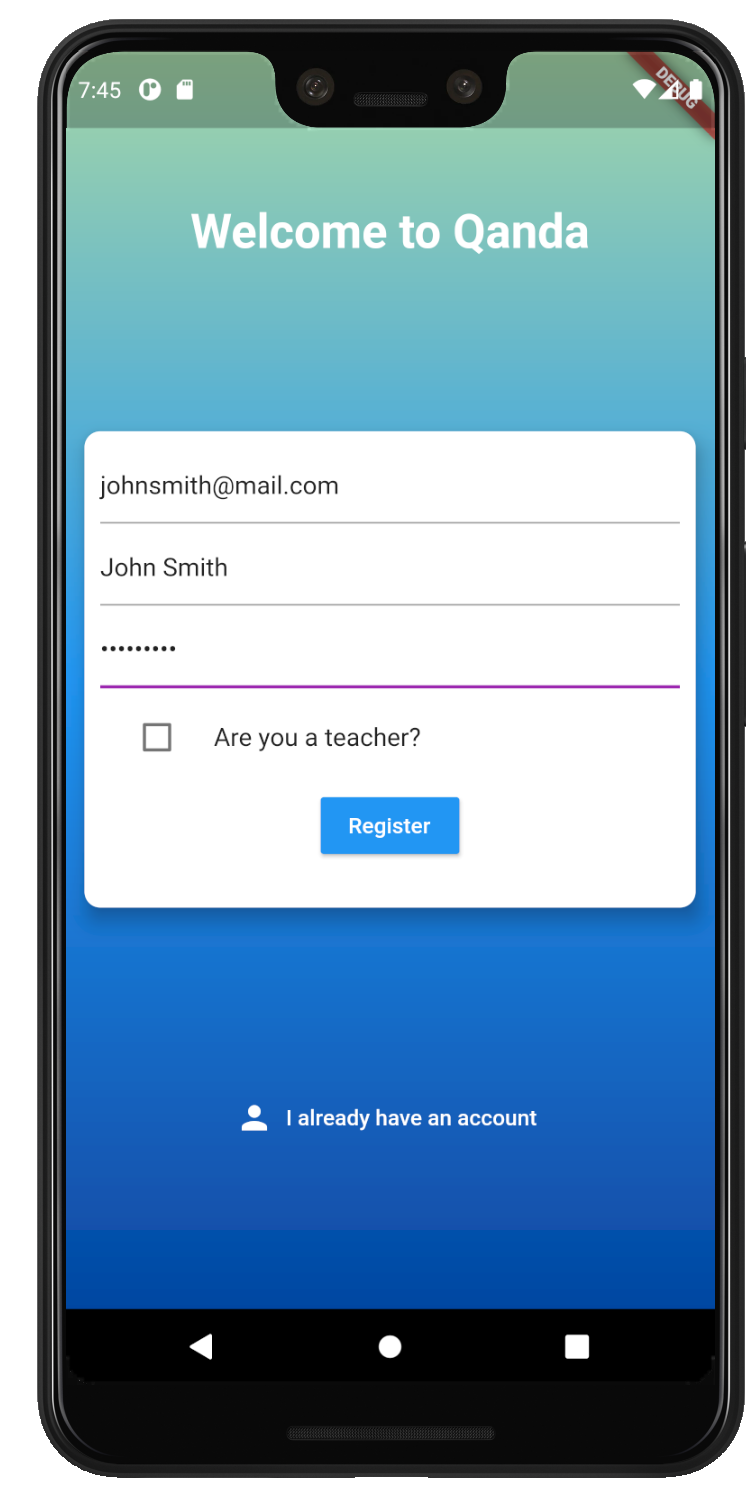 7:45
DEBUG
Welcome to Qanda
johnsmith@mail.com
John Smith
•••••••••
Are you a teacher?
Register
I already have an account